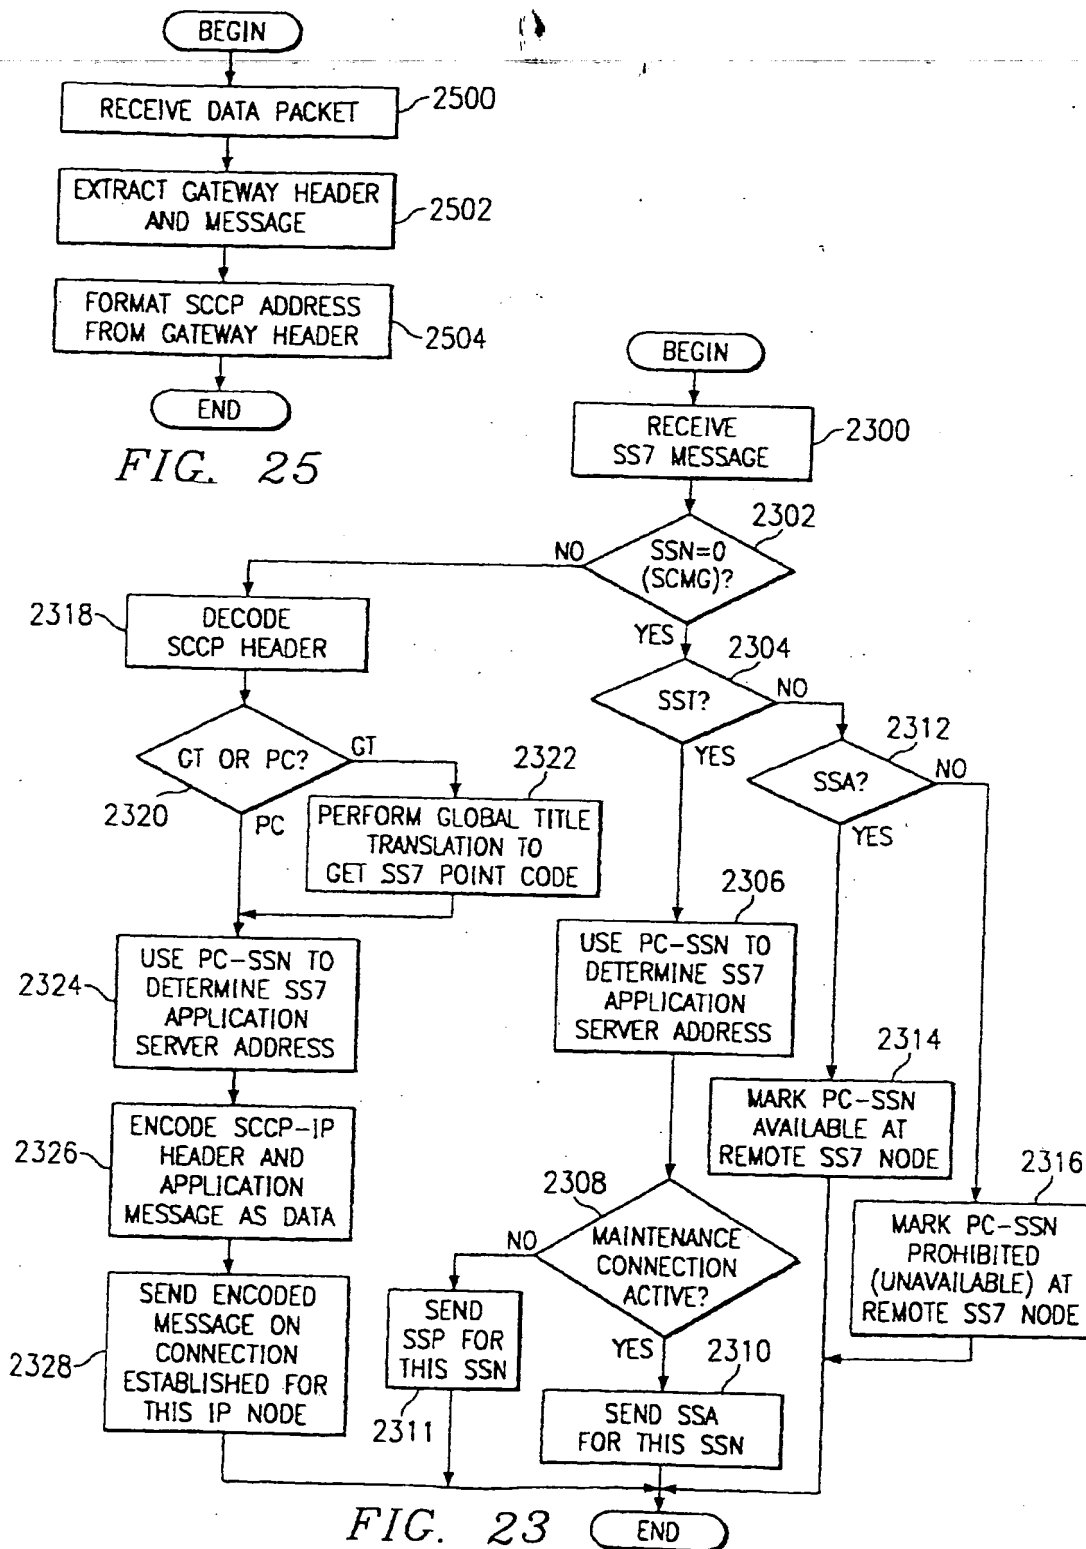 BEGIN
RECEIVE DATA PACKET
2500
EXTRACT GATEWAY HEADER
AND MESSAGE
2502
FORMAT SCCP ADDRESS
FROM GATEWAY HEADER
2504
END
FIG. 25
BEGIN
RECEIVE
SS7 MESSAGE
2300
SSN=0
(SCMG)?
2302
NO
YES
2318
DECODE
SCCP HEADER
SST?
2304
NO
YES
GT OR PC?
2320
GT
PC
2322
PERFORM GLOBAL TITLE
TRANSLATION TO
GET SS7 POINT CODE
SSA?
2312
NO
YES
2324
USE PC-SSN TO
DETERMINE SS7
APPLICATION
SERVER ADDRESS
2306
USE PC-SSN TO
DETERMINE SS7
APPLICATION
SERVER ADDRESS
2314
MARK PC-SSN
AVAILABLE AT
REMOTE SS7 NODE
2316
MARK PC-SSN
PROHIBITED
(UNAVAILABLE) AT
REMOTE SS7 NODE
2326
ENCODE SCCP-IP
HEADER AND
APPLICATION
MESSAGE AS DATA
2308
MAINTENANCE
CONNECTION
ACTIVE?
NO
YES
2328
SEND ENCODED
MESSAGE ON
CONNECTION
ESTABLISHED FOR
THIS IP NODE
SEND
SSP FOR
THIS SSN
2311
2310
SEND SSA
FOR THIS SSN
FIG. 23
END